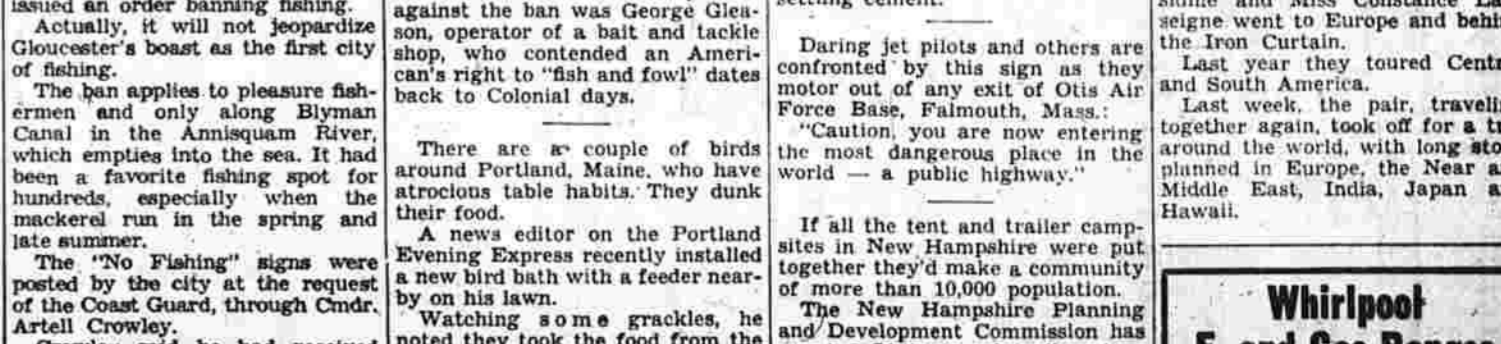 issued an order banning fishing.
Actually, it will not jeopardize
Gloucester's boast as the first city
of fishing.
The ban applies to pleasure fish-
ermen and only along Blyman
Canal in the Annisquam River,
which empties into the sea. It had
been a favorite fishing spot for
hundreds, especially when the
mackerel run in the spring and
late summer.
The "No Fishing" signs were
posted by the city at the request
of the Coast Guard, through Cmdr.
Artell Crowley.
against the ban was George Glea-
son, operator of a bait and tackle
shop, who contended an Ameri-
can's right to "fish and fowl" dates
back to Colonial days.
There are a couple of birds
around Portland, Maine, who have
atrocious table habits. They dunk
their food.
A news editor on the Portland
Evening Express recently installed
a new bird bath with a feeder near-
by on his lawn.
Watching some grackles, he
noted they took the food from the
Daring jet pilots and others are
confronted by this sign as they
motor out of any exit of Otis Air
Force Base, Falmouth, Mass.:
"Caution, you are now entering
the most dangerous place in the
world — a public highway."
If all the tent and trailer camp-
sites in New Hampshire were put
together they'd make a community
of more than 10,000 population.
The New Hampshire Planning
and Development Commission has
and Miss Constance
seigne went to Europe and
the Iron Curtain.
Last year they toured
and South America.
Last week, the pair,
together again, took off for a
around the world, with long
planned in Europe, the Near
Middle East, India, Japan
Hawaii.
Whirlpool
and Gas Ranges